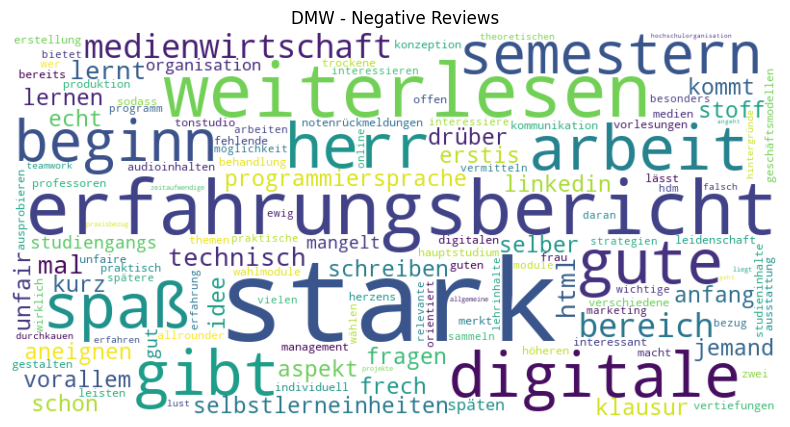 DMW - Negative Reviews
erstellung
medienwirtschaft
konzeption
theoretischen
hochschulorganisation
semestern
bietet
wer
lernt
organisation
trockene
interessieren
kommt
bereits
produktion
weiterlesen
offen
besonders
geschäftsmodellen
lernen
sodass
programm
stoff
echt
tonstudio
notenrückmeldungen
interessiere
medien
angeht
beginn
arbeiten
fehlende
möglichkeit
herr
online
drüber
kommunikation
vorlesungen
arbeit
hintergründe
teamwork
audioinhalten
behandlung
erstis
vermitteln
professoren
zeitaufwendige
programmiersprache
linkedin
lässt
hdm
falsch
ausprobieren
erfahrungsbericht
praxisbezug
ewig
daran
studiengangs
themen
praktische
mangelt
digitalen
selber
strategien
leidenschaft
unfair
mal
unfaire
praktisch
technisch
hauptstudium
frau
gute
wahlmodule
schreiben
guten
module
liegt
wirklich
kurz
spätere
erfahrung
idee
vielen
herzens
stark
relevante
orientiert
allgemeine
lehrinhalte
html
wichtige
verschiedene
anfang
studieninhalte
ausstattung
geht
spaß
wählen
merkt
sammeln
marketing
bereich
bezug
durchkauen
erfahren
allrounder
management
fragen
höheren
interessant
macht
jemand
aneignen
gut
gibt
aspekt
projekte
frech
digitale
zwei
gestalten
vorallem
leisten
lust
individuell
schon
selbstlerneinheiten
späten
klausur
vertiefungen